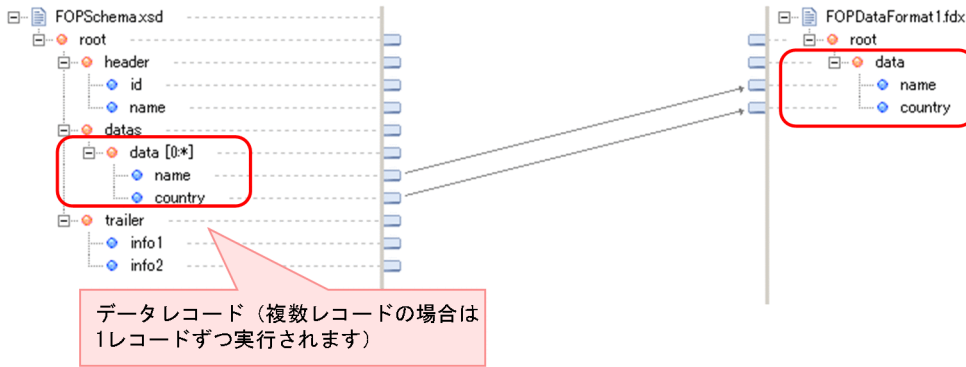 FOPSchema.xsd
root
header
id
name
datas
data [0:*]
name
country
trailer
info1
info2
データレコード（複数レコードの場合は
1レコードずつ実行されます）
FOPDataFormat1.fdx
root
data
name
country